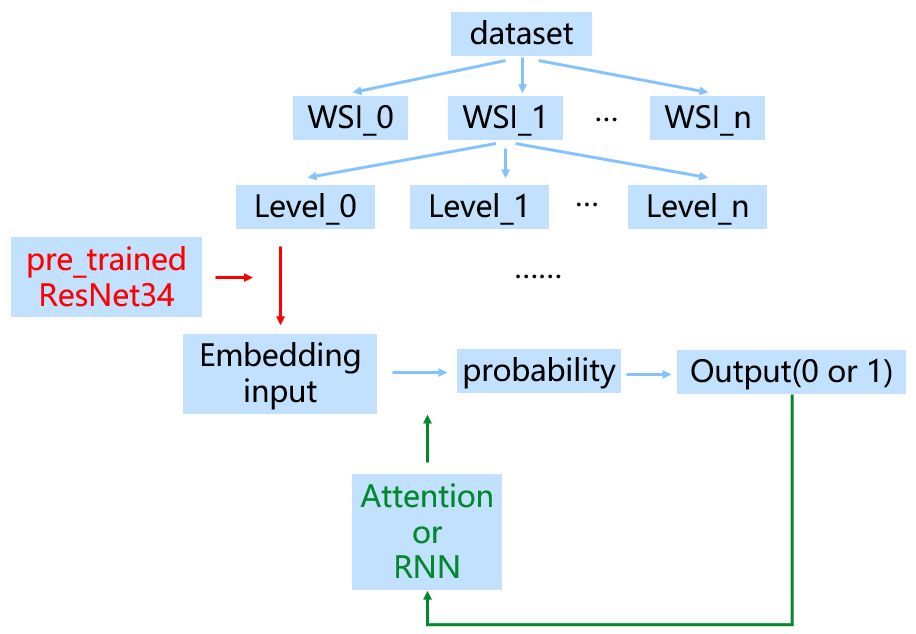 dataset
WSI_0
WSI_1
...
WSI_n
Level_0
Level_1
...
Level_n
pre_trained
ResNet34
......
Embedding
input
probability
Output(0 or 1)
Attention
or
RNN